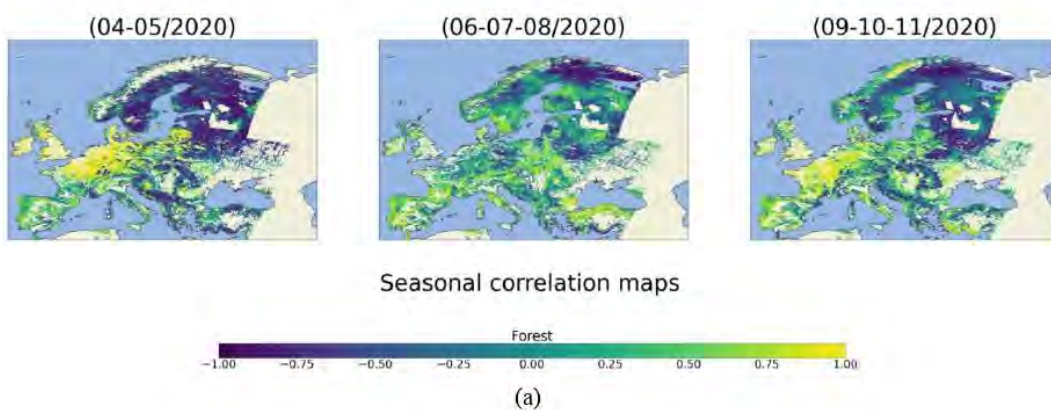 (04-05/2020) (06-07-08/2020) (09-10-11/2020)
Seasonal correlation maps
Forest
−1.00 −0.75 −0.50 −0.25 0.00 0.25 0.50 0.75 1.00
(a)